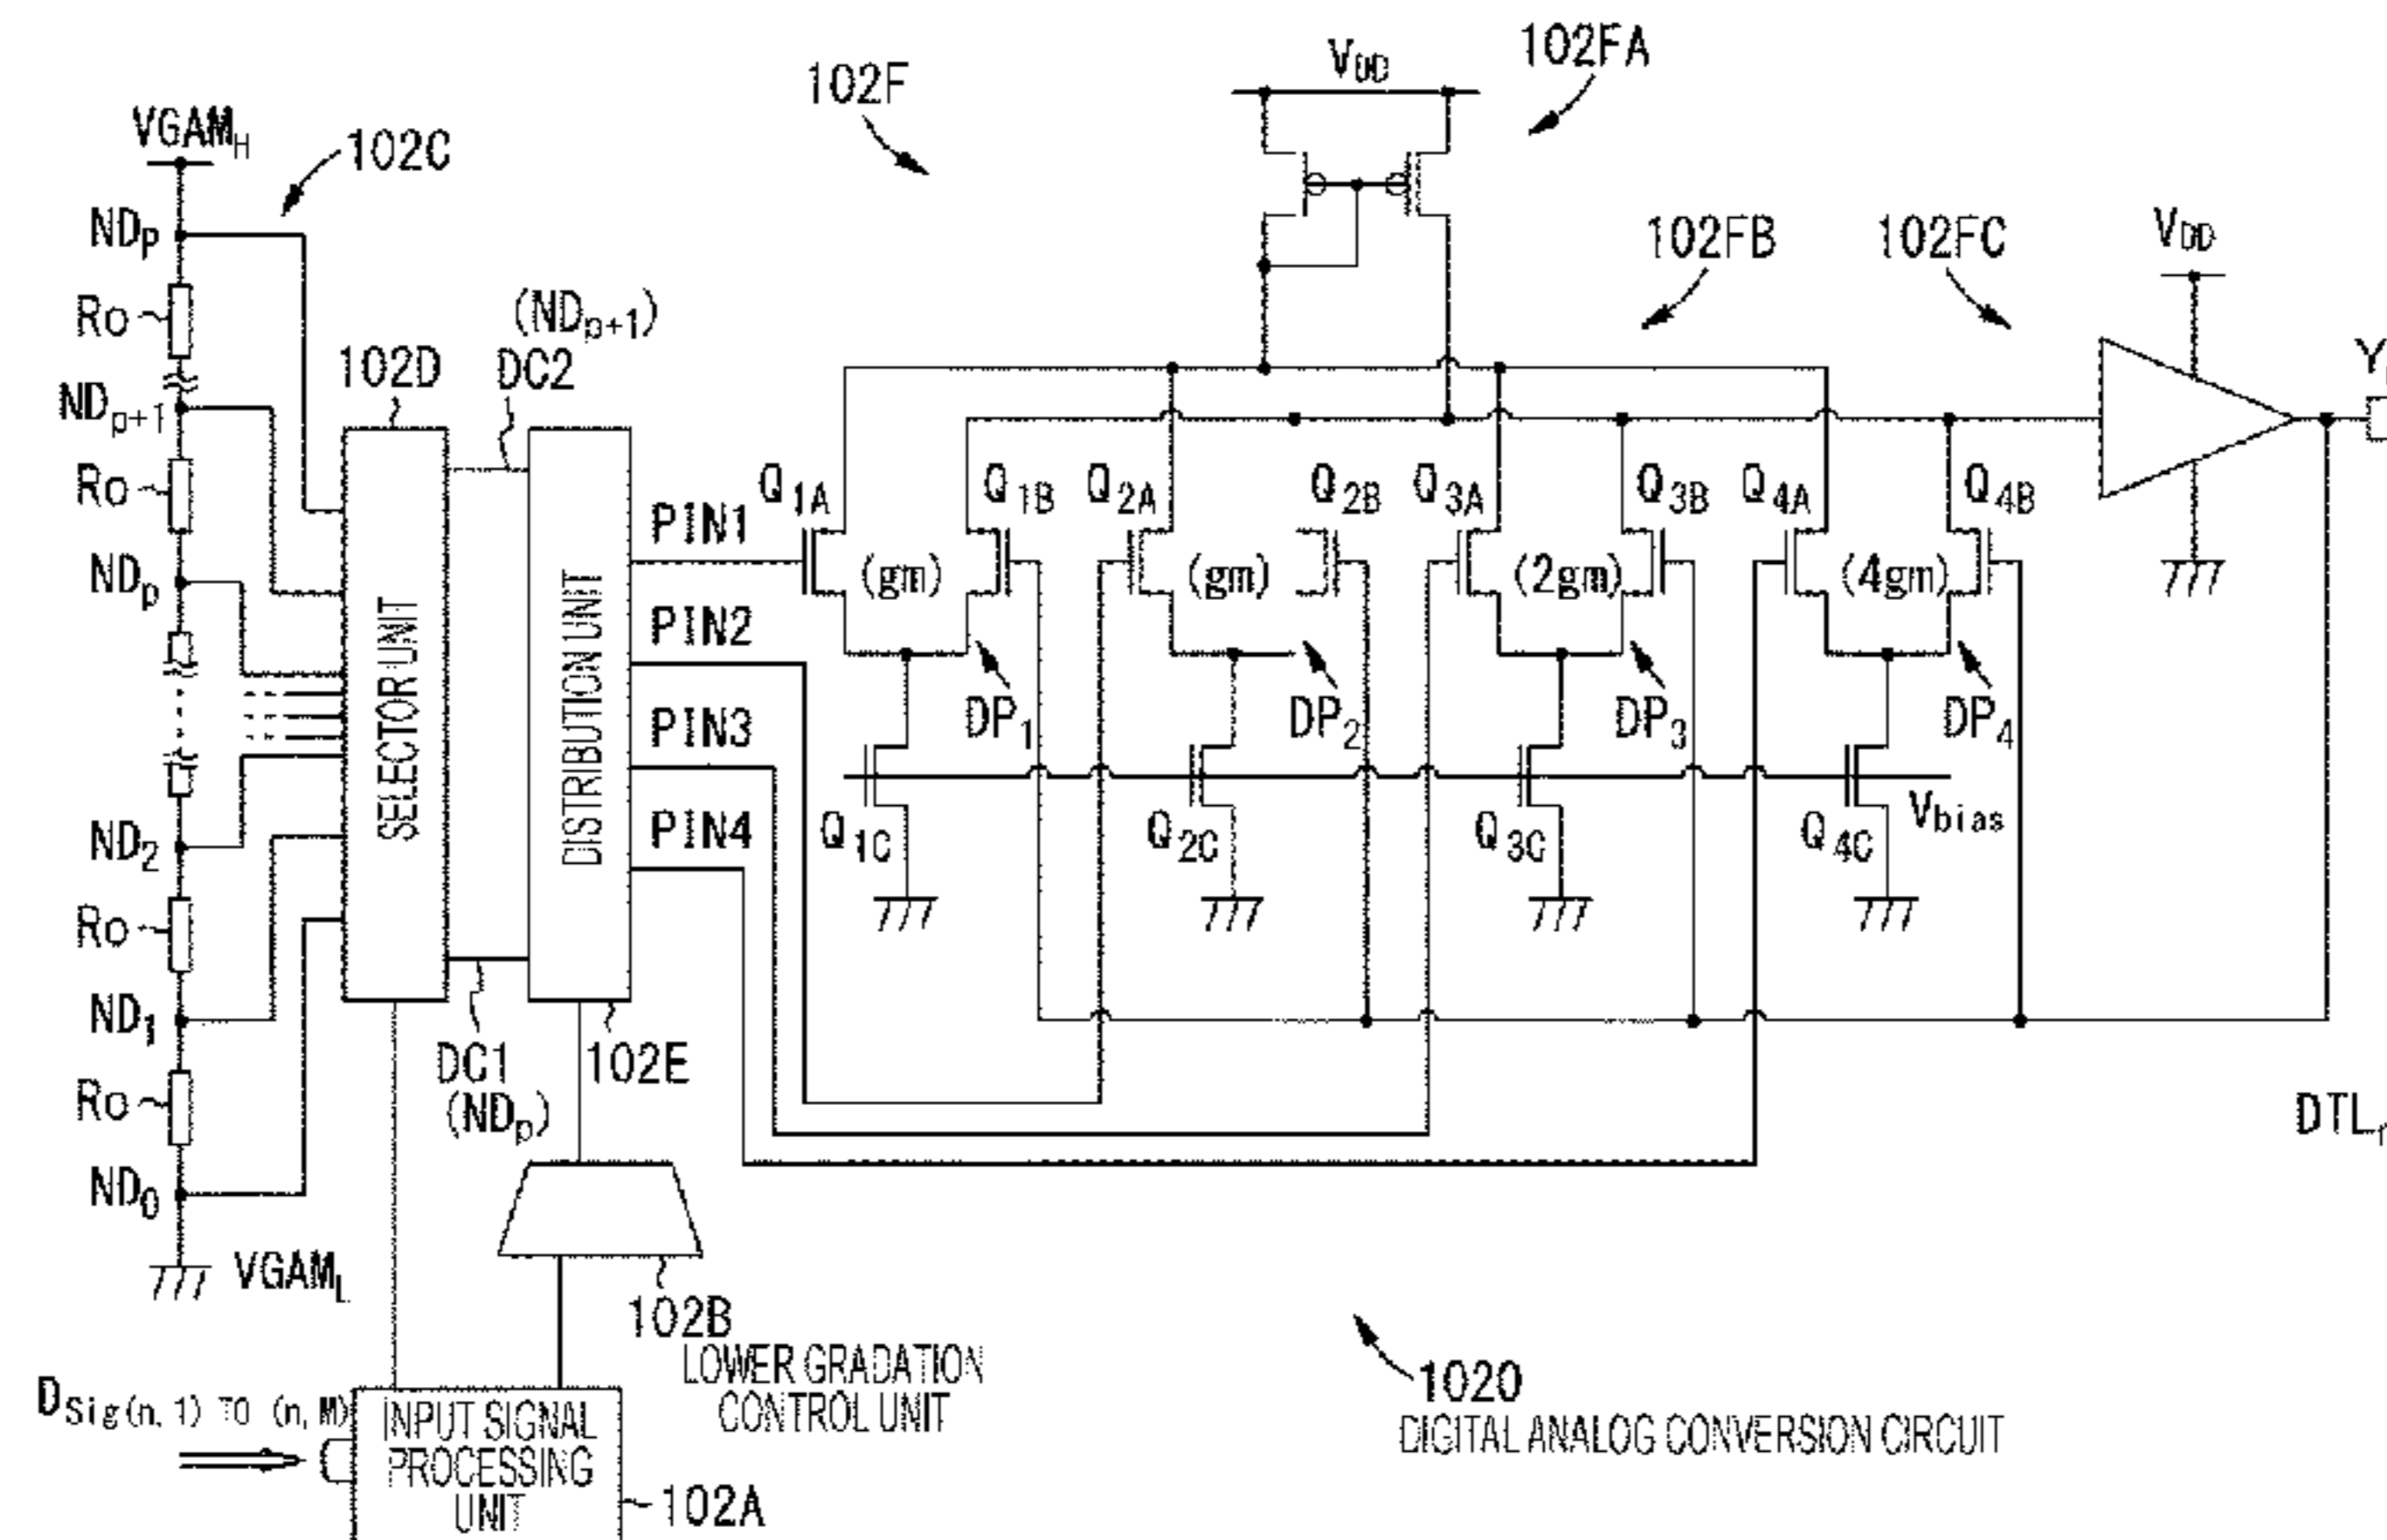 VDD
102FA
102F
VGAMH
102C
NDp
102FB
102FC
VDD
Ro
(NDp+1)
102D
DC2
NDp+1
Ro
Q1A
Q1B
Q2A
Q2B
Q3A
Q3B
Q4A
Q4B
PIN1
NDp
(gm)
(gm)
(2gm)
(4gm)
SELECTOR UNIT
DISTRIBUTION UNIT
PIN2
PIN3
DP1
DP2
DP3
DP4
PIN4
ND2
Q1C
Q2C
Q3C
Q4C
Vbias
Ro
ND1
DC1
(NDp)
102E
Ro
ND0
VGAML
102B
LOWER GRADATION
CONTROL UNIT
DSig(n,1) TO (n,M)
INPUT SIGNAL
PROCESSING
UNIT
102A
1020
DIGITAL ANALOG CONVERSION CIRCUIT